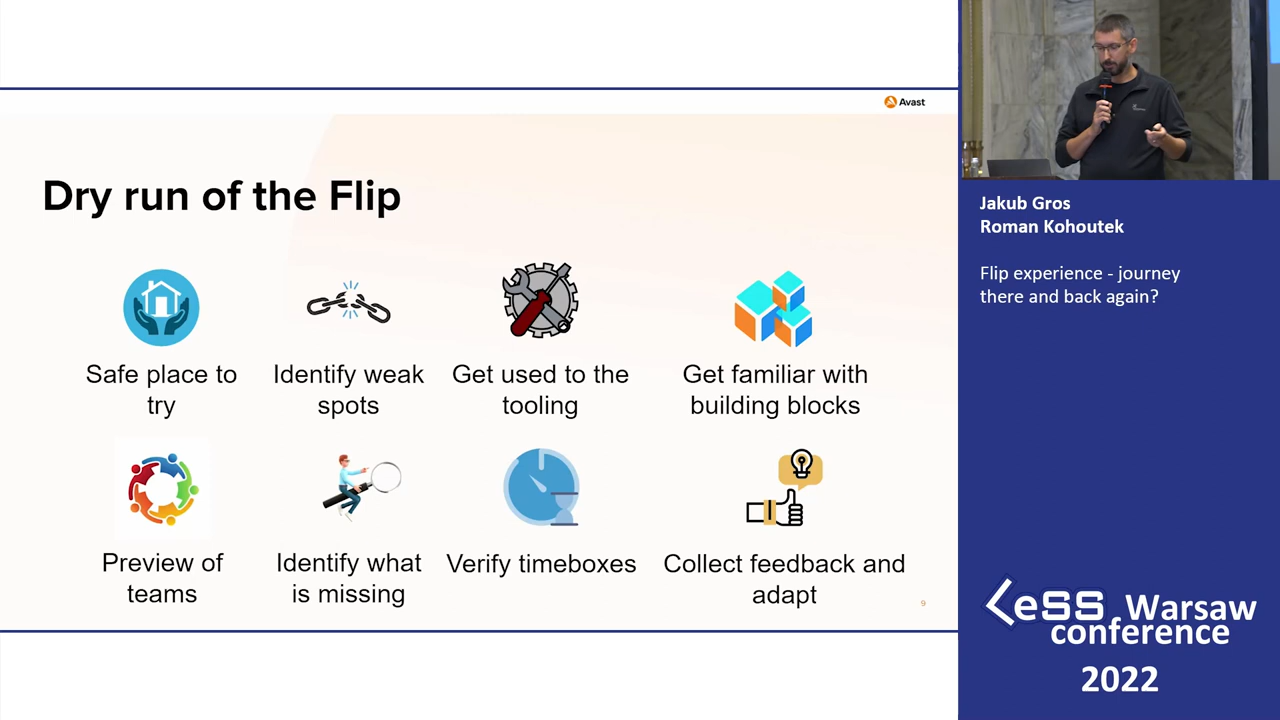 Avast
Dry run of the Flip
Safe place to
try
Identify weak
spots
Get used to the
tooling
Get familiar with
building blocks
Preview of
teams
Identify what
is missing
Verify timeboxes
Collect feedback and
adapt
9
Jakub Gros
Roman Kohoutek
Flip experience - journey
there and back again?
LeSS Warsaw
conference
2022